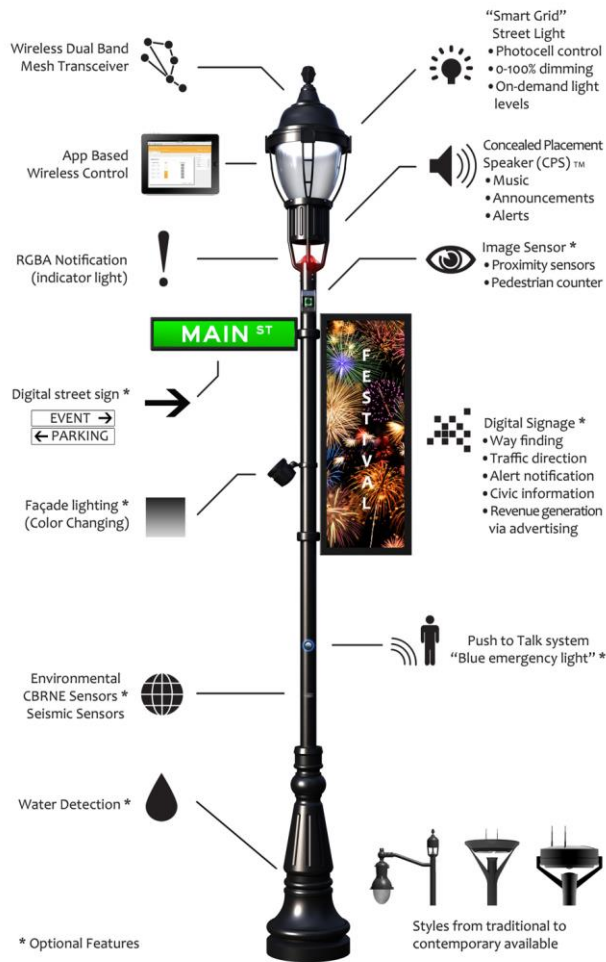 Wireless Dual Band
Mesh Transceiver
"Smart Grid"
Street Light
• Photocell control
• 0-100% dimming
• On-demand light
levels
App Based
Wireless Control
Concealed Placement
Speaker (CPS) TM
• Music
• Announcements
• Alerts
RGBA Notification
(indicator light)
Image Sensor *
• Proximity sensors
• Pedestrian counter
MAIN ST
FESTIVAL
Digital street sign *
EVENT →
← PARKING
Digital Signage *
• Way finding
• Traffic direction
• Alert notification
• Civic information
• Revenue generation
via advertising
Façade lighting *
(Color Changing)
Push to Talk system
"Blue emergency light" *
Environmental
CBRNE Sensors *
Seismic Sensors
Water Detection *
Styles from traditional to
contemporary available
* Optional Features